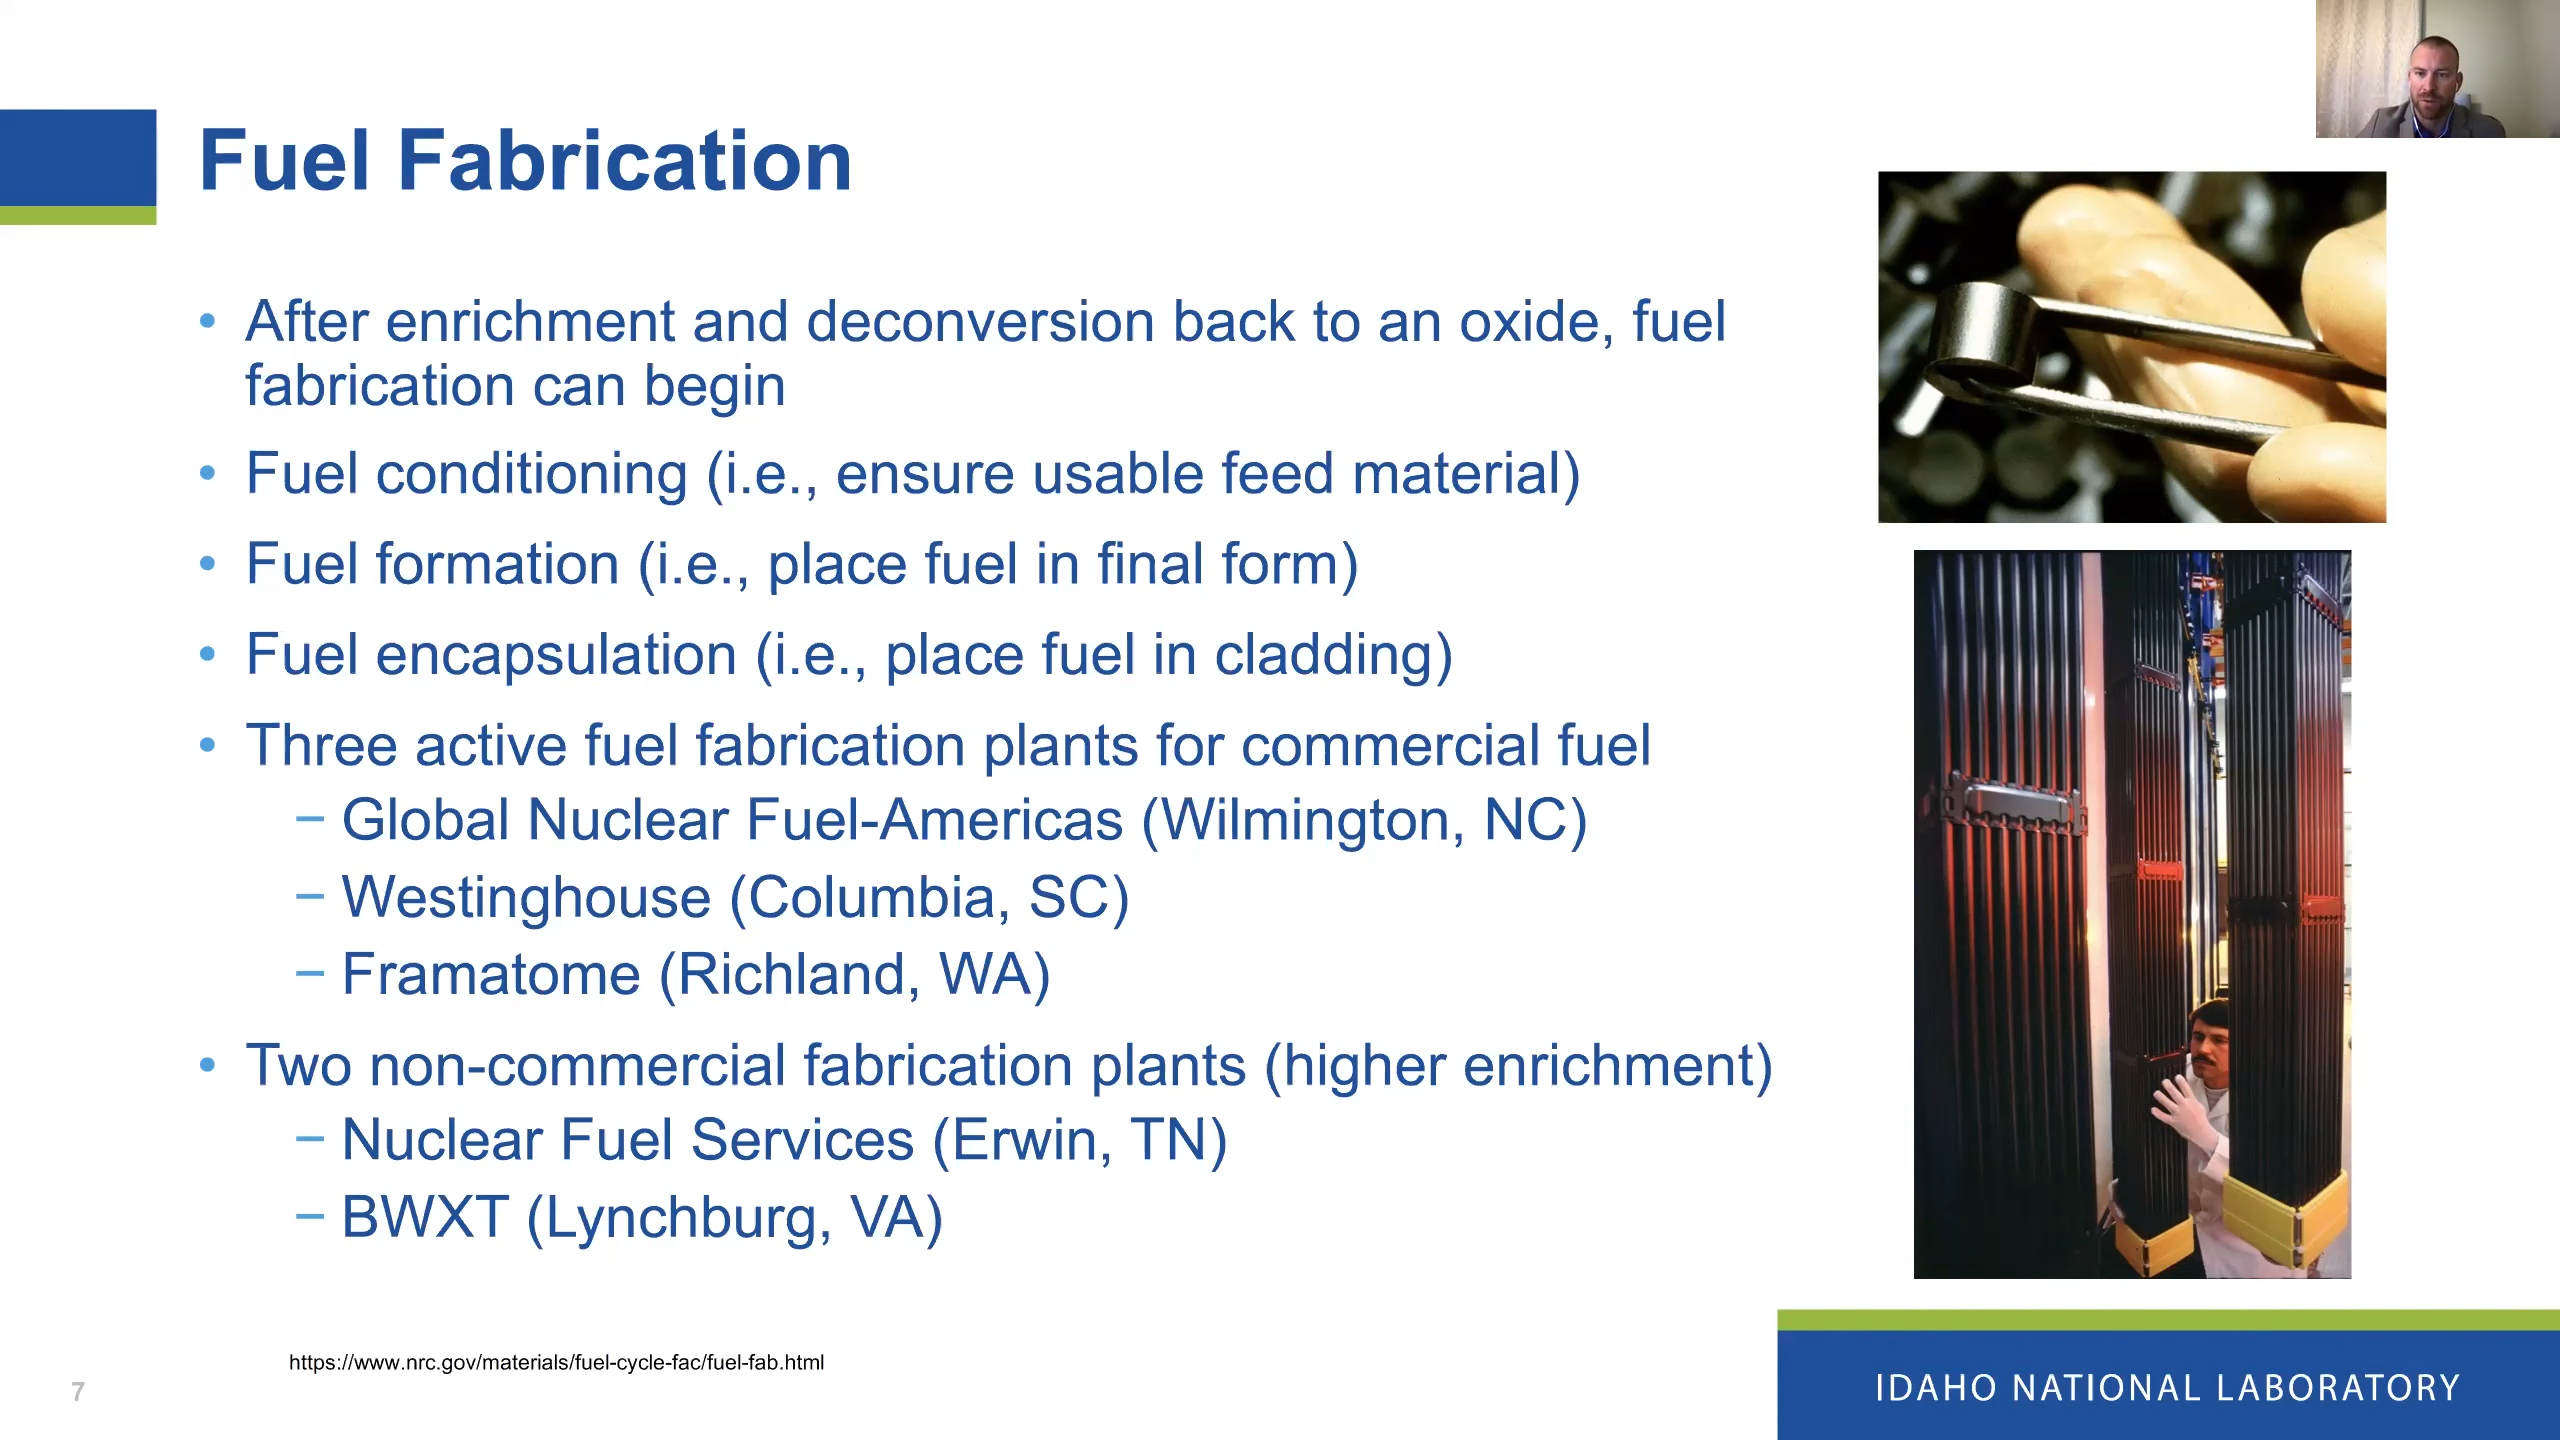 Fuel Fabrication
• After enrichment and deconversion back to an oxide, fuel
fabrication can begin
• Fuel conditioning (i.e., ensure usable feed material)
• Fuel formation (i.e., place fuel in final form)
• Fuel encapsulation (i.e., place fuel in cladding)
• Three active fuel fabrication plants for commercial fuel
− Global Nuclear Fuel-Americas (Wilmington, NC)
− Westinghouse (Columbia, SC)
− Framatome (Richland, WA)
• Two non-commercial fabrication plants (higher enrichment)
− Nuclear Fuel Services (Erwin, TN)
− BWXT (Lynchburg, VA)
https://www.nrc.gov/materials/fuel-cycle-fac/fuel-fab.html
7
IDAHO NATIONAL LABORATORY